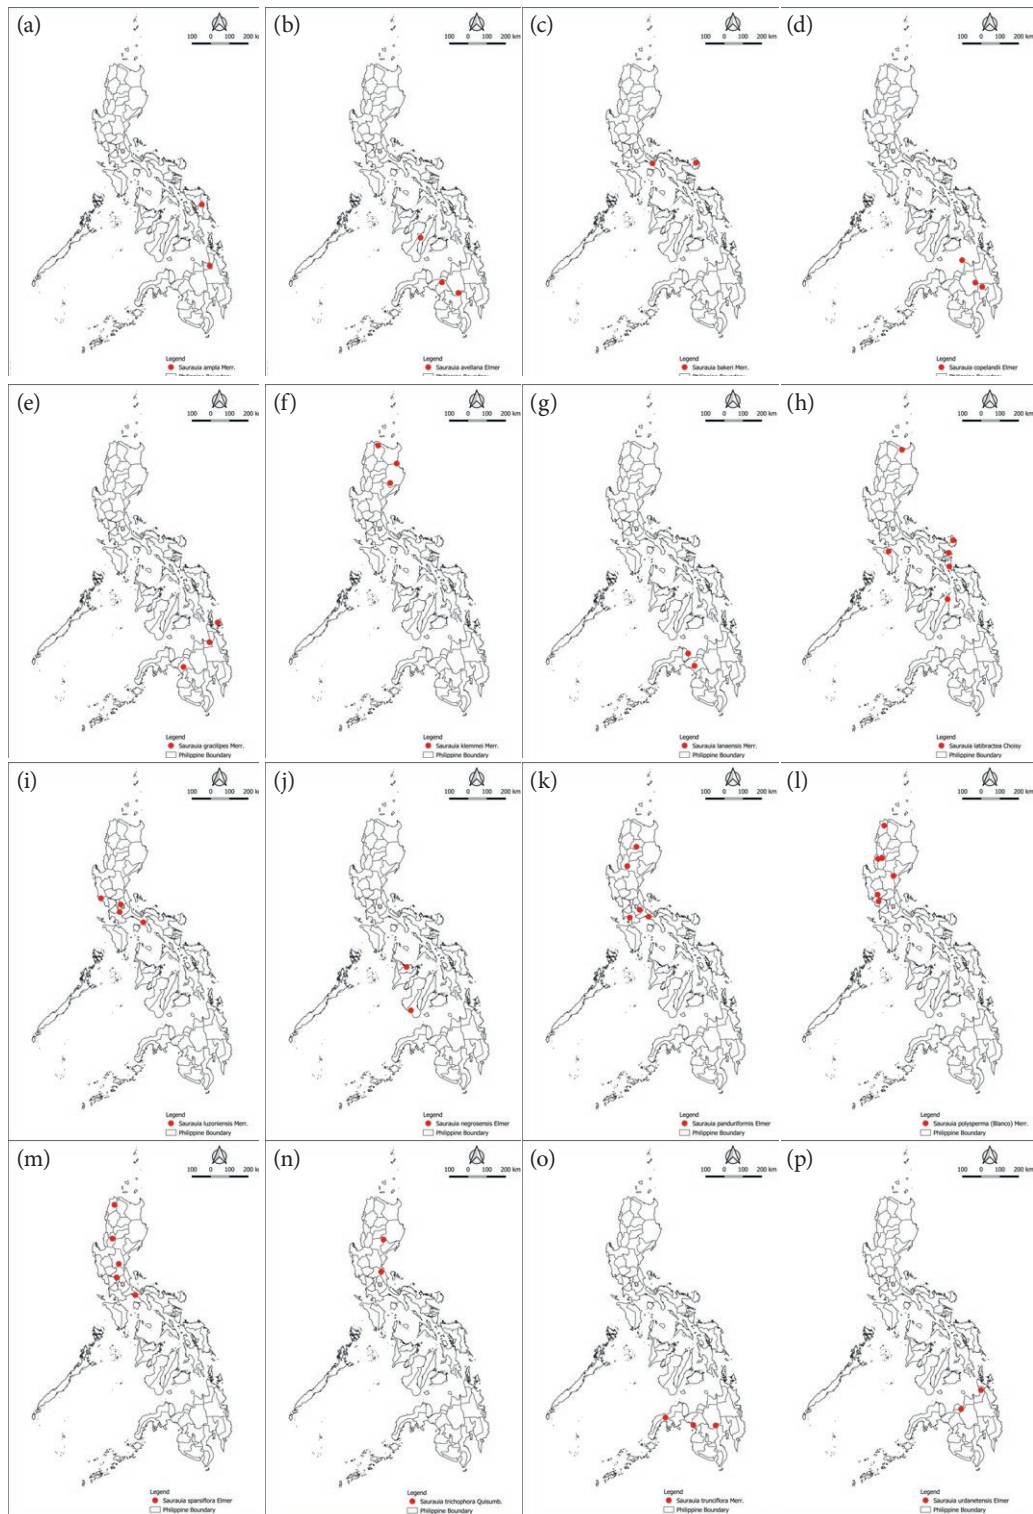 (a)
100 0 100 200 km
Legend
Saurauia ampla Merr.
Philippine Boundary
(b)
100 0 100 200 km
Legend
Saurauia avellana Elmer
Philippine Boundary
(c)
100 0 100 200 km
Legend
Saurauia bakeri Merr.
Philippine Boundary
(d)
100 0 100 200 km
Legend
Saurauia copelandii Elmer
Philippine Boundary
(e)
100 0 100 200 km
Legend
Saurauia gracilipes Merr.
Philippine Boundary
(f)
100 0 100 200 km
Legend
Saurauia klemmei Merr.
Philippine Boundary
(g)
100 0 100 200 km
Legend
Saurauia lanaensis Merr.
Philippine Boundary
(h)
100 0 100 200 km
Legend
Saurauia latibractea Choisy
Philippine Boundary
(i)
100 0 100 200 km
Legend
Saurauia luzoniensis Merr.
Philippine Boundary
(j)
100 0 100 200 km
Legend
Saurauia negrosensis Elmer
Philippine Boundary
(k)
100 0 100 200 km
Legend
Saurauia panduriformis Elmer
Philippine Boundary
(l)
100 0 100 200 km
Legend
Saurauia polysperma (Blanco) Merr.
Philippine Boundary
(m)
100 0 100 200 km
Legend
Saurauia sparsiflora Elmer
Philippine Boundary
(n)
100 0 100 200 km
Legend
Saurauia trichophora Quisumb.
Philippine Boundary
(o)
100 0 100 200 km
Legend
Saurauia trunciflora Merr.
Philippine Boundary
(p)
100 0 100 200 km
Legend
Saurauia urdanetensis Elmer
Philippine Boundary